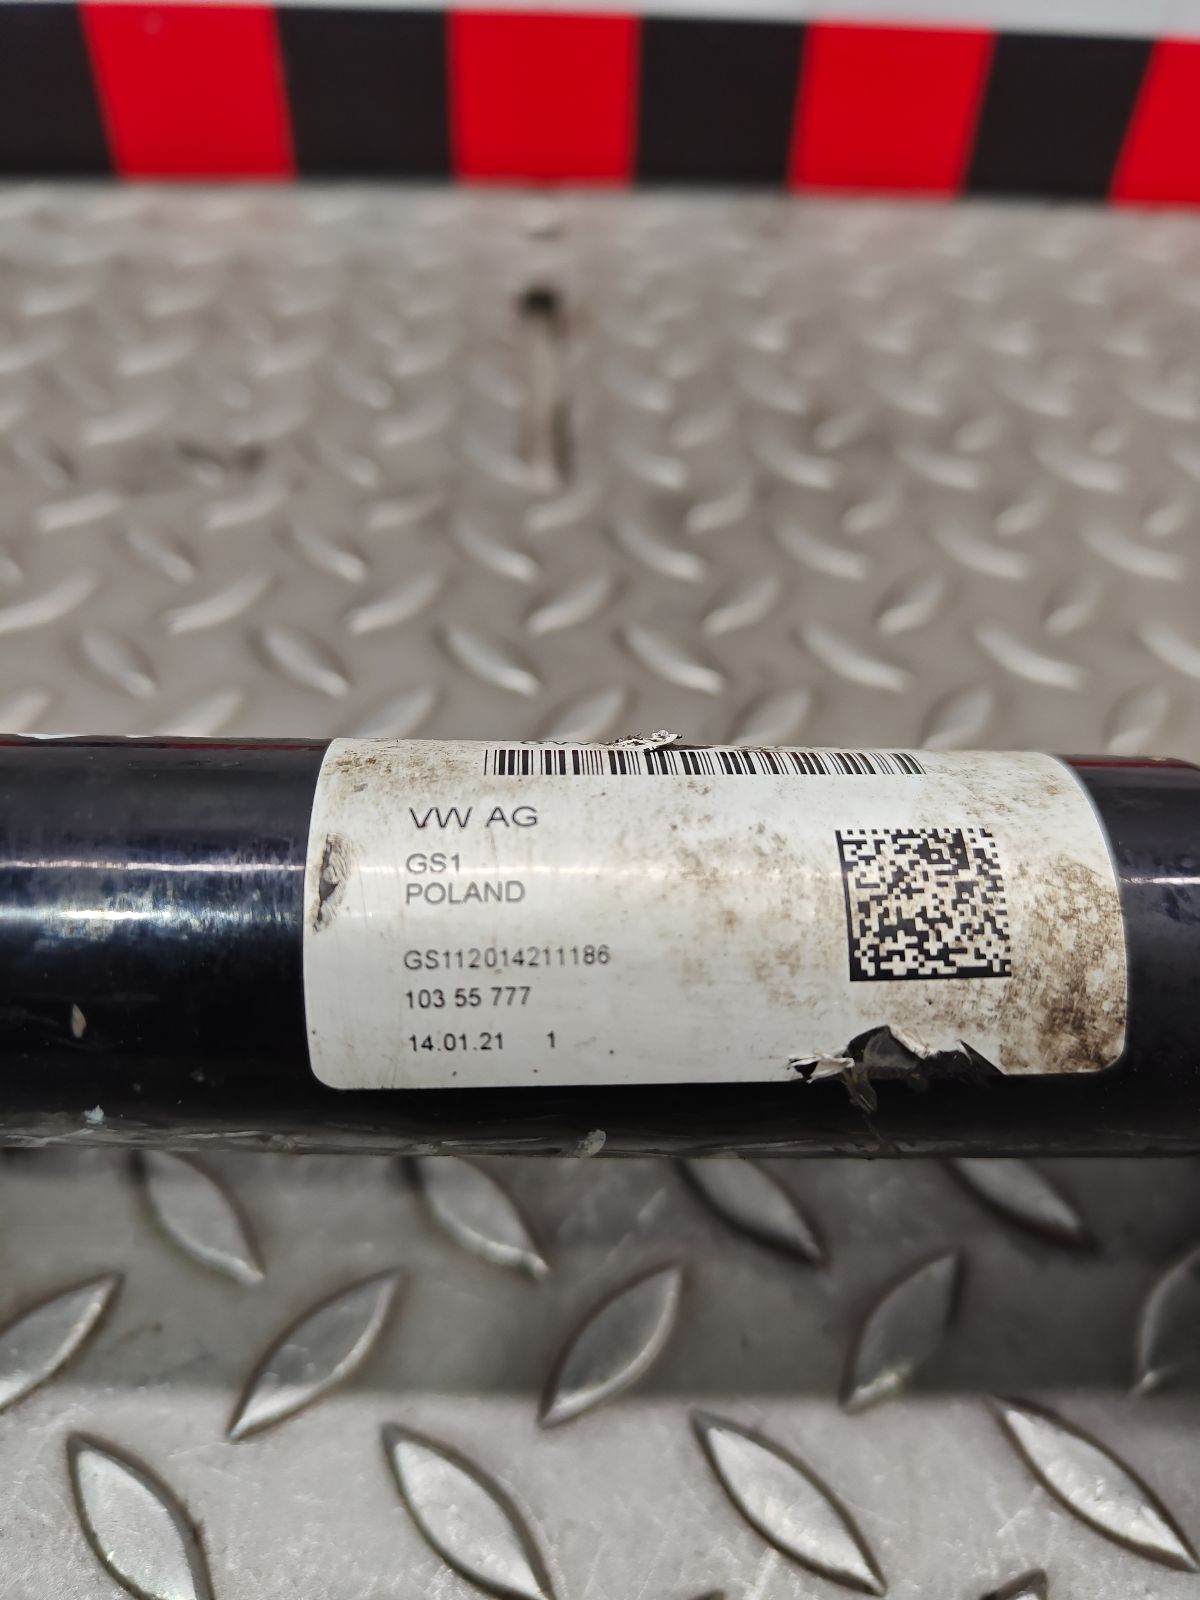 VW AG
GS1
POLAND
GS112014211186
103 55 777
14.01.21 1